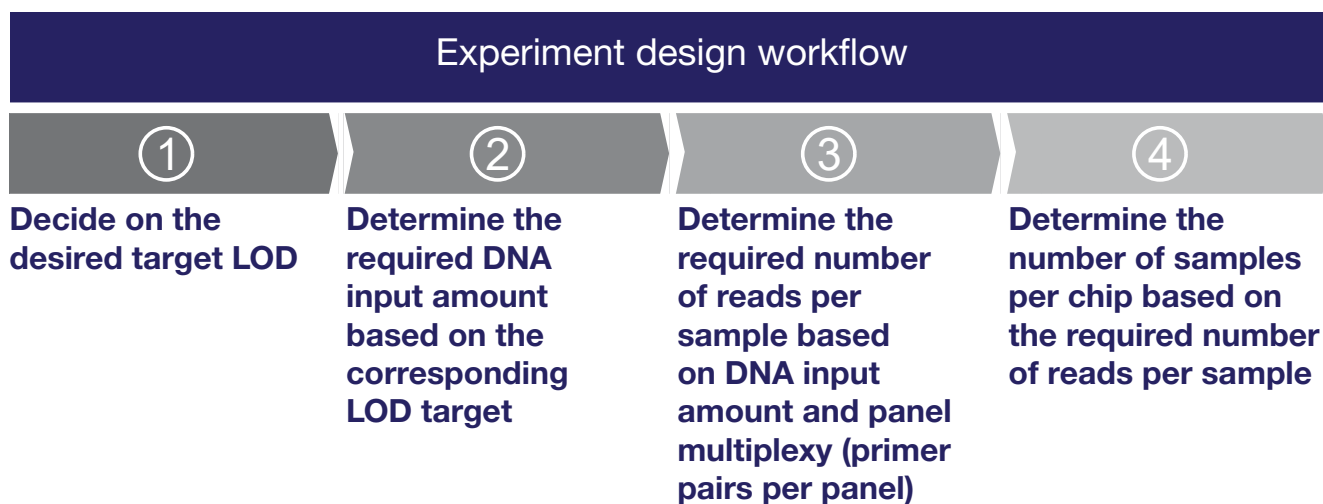 Experiment design workflow
1
Decide on the
desired target LOD
2
Determine the
required DNA
input amount
based on the
corresponding
LOD target
3
Determine the
required number
of reads per
sample based
on DNA input
amount and panel
multiplexy (primer
pairs per panel)
4
Determine the
number of samples
per chip based on
the required number
of reads per sample